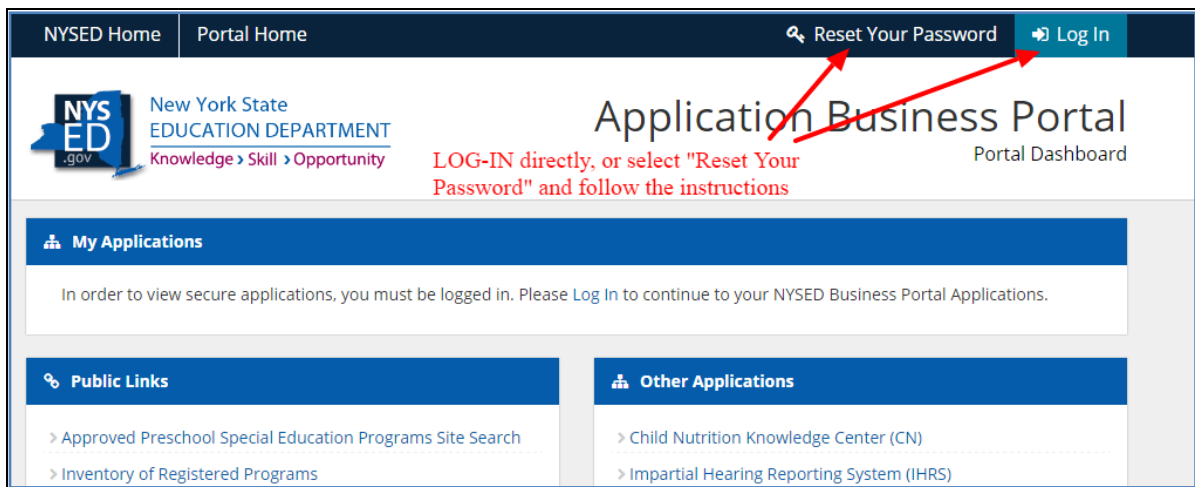 NYSED Home Portal Home Reset Your Password Log In
NYS
ED
.gov
New York State
EDUCATION DEPARTMENT
Knowledge › Skill › Opportunity
Application Business Portal
Portal Dashboard
LOG-IN directly, or select "Reset Your
Password" and follow the instructions
My Applications
In order to view secure applications, you must be logged in. Please Log In to continue to your NYSED Business Portal Applications.
Public Links
> Approved Preschool Special Education Programs Site Search
> Inventory of Registered Programs
Other Applications
> Child Nutrition Knowledge Center (CN)
> Impartial Hearing Reporting System (IHRS)